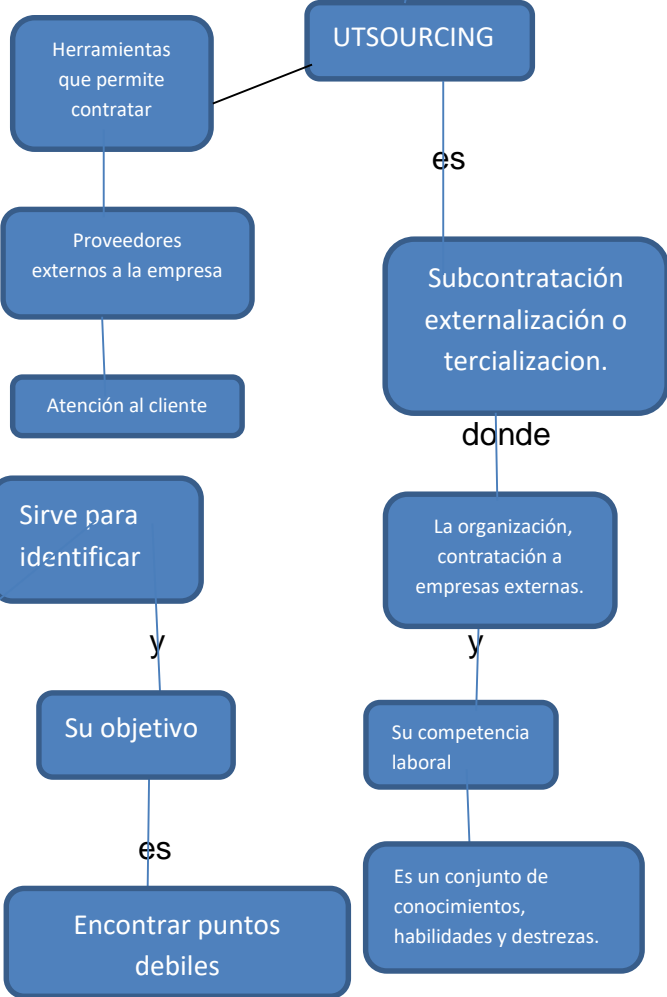 UTSOURCING
Herramientas
que permite
contratar
es
Proveedores
externos a la empresa
Subcontratación
externalización o
tercialización.
Atención al cliente
donde
Sirve para
identificar
La organización,
contratación a
empresas externas.
y
y
Su objetivo
Su competencia
laboral
es
Es un conjunto de
conocimientos,
habilidades y destrezas.
Encontrar puntos
debiles